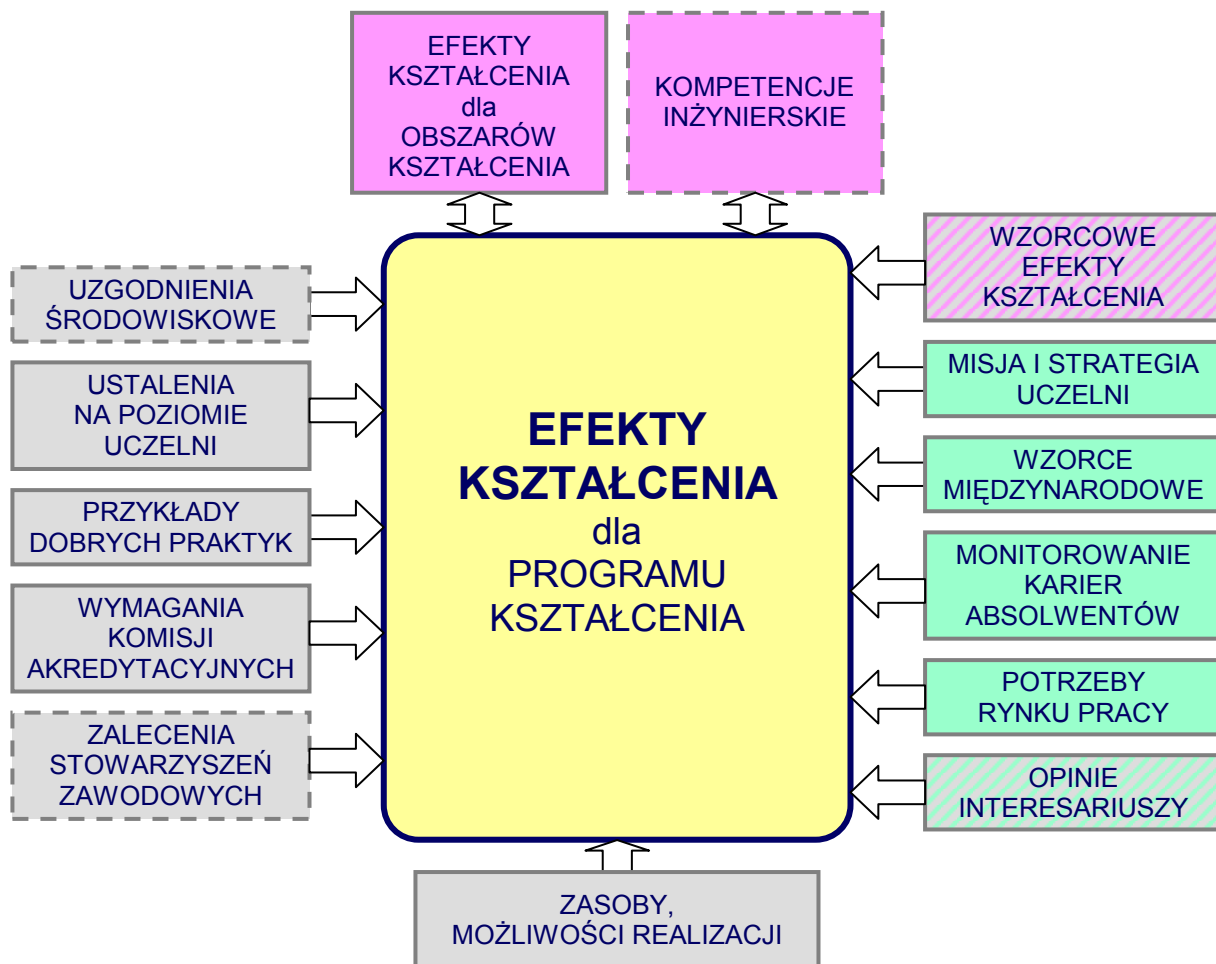 EFEKTY
KSZTAŁCENIA
dla
OBSZARÓW
KSZTAŁCENIA
KOMPETENCJE
INŻYNIERSKIE
UZGODNIENIA
ŚRODOWISKOWE
USTALENIA
NA POZIOMIE
UCZELNI
PRZYKŁADY
DOBRYCH PRAKTYK
WYMAGANIA
KOMISJI
AKREDYTACYJNYCH
ZALECENIA
STOWARZYSZEŃ
ZAWODOWYCH
EFEKTY
KSZTAŁCENIA
dla
PROGRAMU
KSZTAŁCENIA
WZORCOWE
EFEKTY
KSZTAŁCENIA
MISJA I STRATEGIA
UCZELNI
WZORCE
MIĘDZYNARODOWE
MONITOROWANIE
KARIER
ABSOLWENTÓW
POTRZEBY
RYNKU PRACY
OPINIE
INTERESARIUSZY
ZASOBY,
MOŻLIWOŚCI REALIZACJI